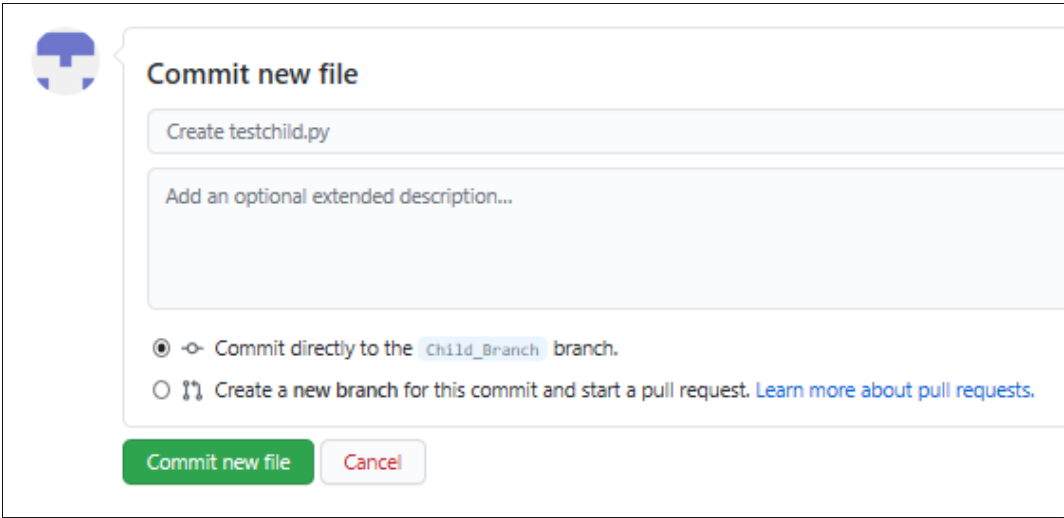 Commit new file
Create testchild.py
Add an optional extended description...
Commit directly to the Child_Branch branch.
Create a new branch for this commit and start a pull request. Learn more about pull requests.
Commit new file
Cancel